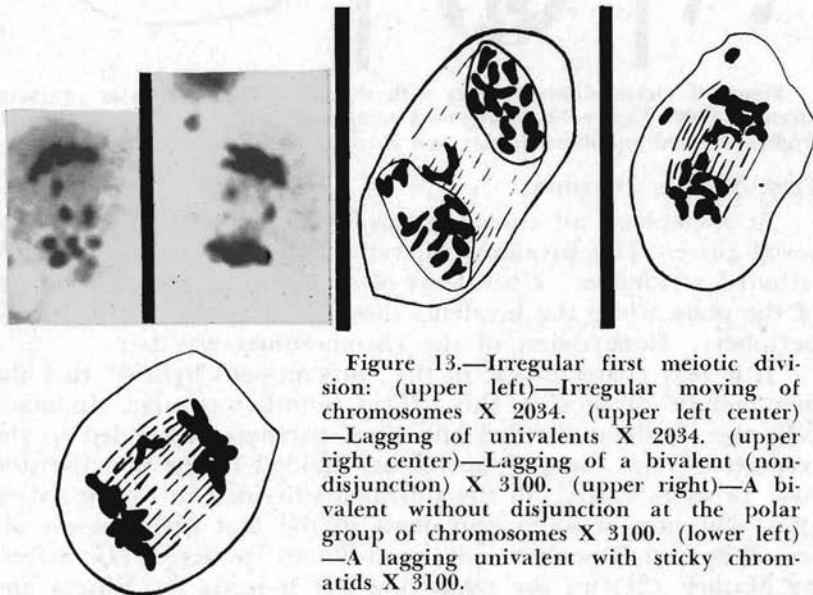 Figure 13.—Irregular first meiotic divi-
sion: (upper left)—Irregular moving of
chromosomes X 2034. (upper left center)
—Lagging of univalents X 2034. (upper
right center)—Lagging of a bivalent (non-
disjunction) X 3100. (upper right)—A bi-
valent without disjunction at the polar
group of chromosomes X 3100. (lower left)
—A lagging univalent with sticky chrom-
atids X 3100.